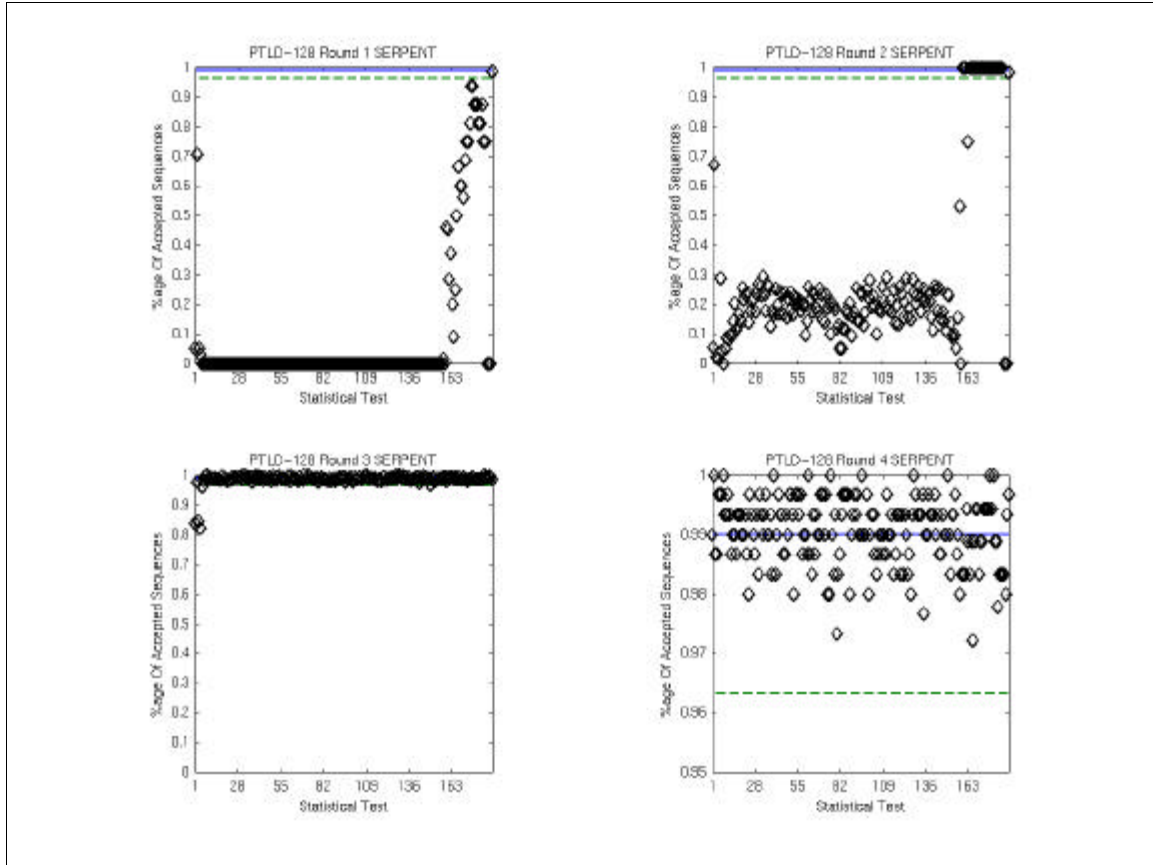 PTLD-128 Round 1 SERPENT
%age Of Accepted Sequences
1
0.9
0.8
0.7
0.6
0.5
0.4
0.3
0.2
0.1
0
1 28 55 82 109 136 163
Statistical Test
PTLD-128 Round 2 SERPENT
%age Of Accepted Sequences
1
0.9
0.8
0.7
0.6
0.5
0.4
0.3
0.2
0.1
0
1 28 55 82 109 136 163
Statistical Test
PTLD-128 Round 3 SERPENT
%age Of Accepted Sequences
1
0.9
0.8
0.7
0.6
0.5
0.4
0.3
0.2
0.1
0
1 28 55 82 109 136 163
Statistical Test
PTLD-128 Round 4 SERPENT
%age Of Accepted Sequences
1
0.99
0.98
0.97
0.96
0.95
1 28 55 82 109 136 163
Statistical Test